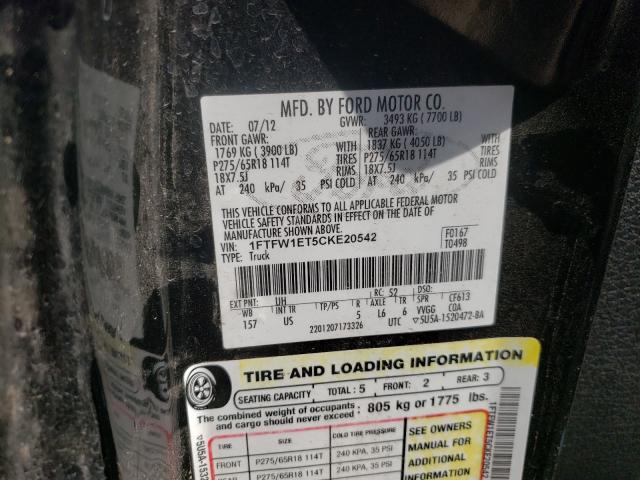 MFD. BY FORD MOTOR CO.
DATE: 07/12 GVWR: 3493 KG ( 7700 LB)
FRONT GAWR: REAR GAWR:
1769 KG ( 3900 LB) WITH 1837 KG ( 4050 LB) WITH
P275/65R18 114T TIRES P275/65R18 114T TIRES
18X7.5J RIMS 18X7.5J RIMS
AT 240 kPa/ 35 PSI COLD AT 240 kPa/ 35 PSI COLD
THIS VEHICLE CONFORMS TO ALL APPLICABLE FEDERAL MOTOR
VEHICLE SAFETY STANDARDS IN EFFECT ON THE DATE OF
MANUFACTURE SHOWN ABOVE.
VIN: 1FTFW1ET5CKE20542 F0167
TYPE: Truck T0498
EXT PNT: UH RC: 52 DSO:
WB INT TR TP/PS R AXLE TR SPR CF613
157 US 5 L6 6 VVGG COA
2201207173326 UTC ▽5U5A-1520472-BA
TIRE AND LOADING INFORMATION
SEATING CAPACITY TOTAL: 5 FRONT: 2 REAR: 3
The combined weight of occupants and cargo should never exceed : 805 kg or 1775 lbs.
TIRE SIZE COLD TIRE PRESSURE
FRONT P275/65R18 114T 240 KPA, 35 PSI
P275/65R18 114T 240 KPA, 35 PSI
SEE OWNERS
MANUAL FOR
ADDITIONAL
INFORMATION
▽5U5A-1532
1FTFW1ET5CKE20542